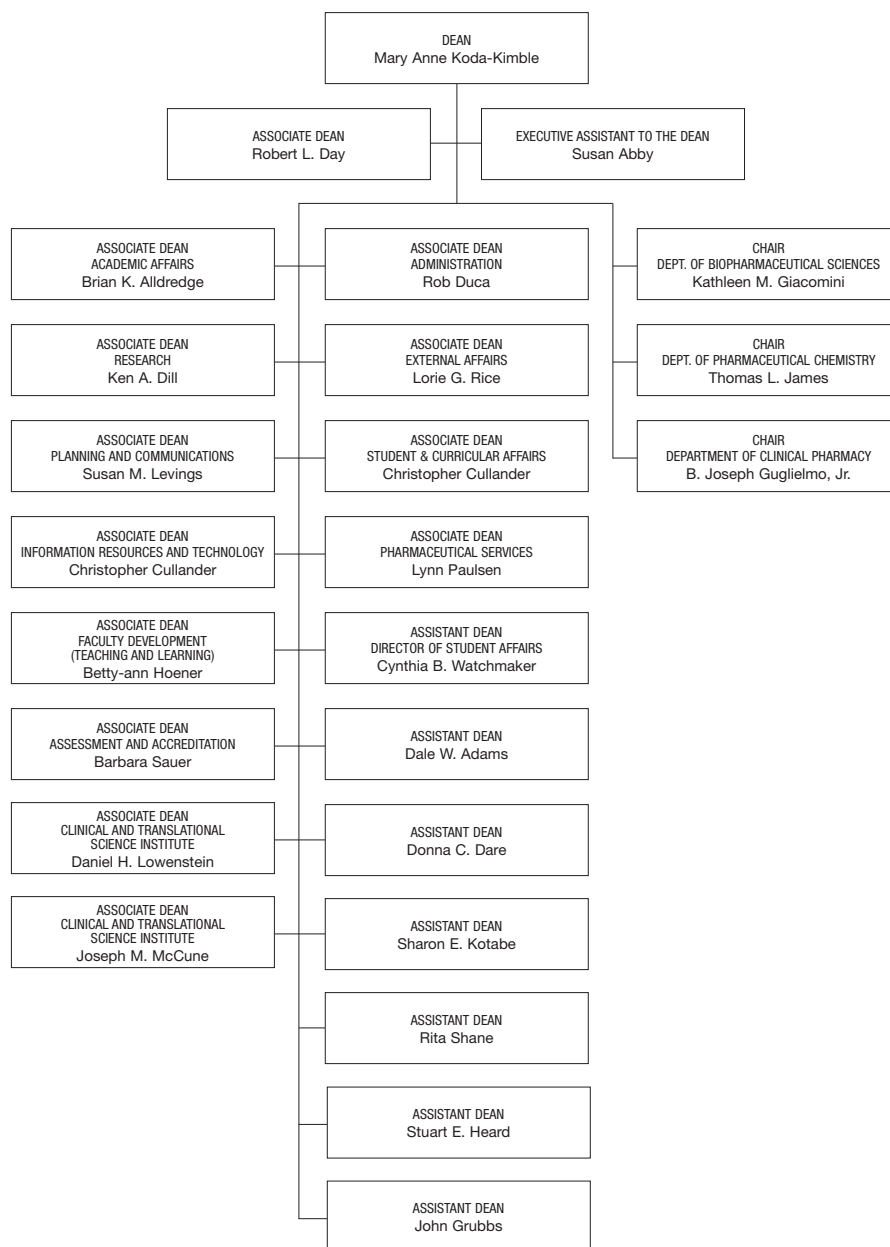 DEAN
Mary Anne Koda-Kimble
ASSOCIATE DEAN
Robert L. Day
EXECUTIVE ASSISTANT TO THE DEAN
Susan Abby
ASSOCIATE DEAN
ACADEMIC AFFAIRS
Brian K. Alldredge
ASSOCIATE DEAN
ADMINISTRATION
Rob Duca
CHAIR
DEPT. OF BIOPHARMACEUTICAL SCIENCES
Kathleen M. Giacomini
ASSOCIATE DEAN
RESEARCH
Ken A. Dill
ASSOCIATE DEAN
EXTERNAL AFFAIRS
Lorie G. Rice
CHAIR
DEPT. OF PHARMACEUTICAL CHEMISTRY
Thomas L. James
ASSOCIATE DEAN
PLANNING AND COMMUNICATIONS
Susan M. Levings
ASSOCIATE DEAN
STUDENT & CURRICULAR AFFAIRS
Christopher Cullander
CHAIR
DEPARTMENT OF CLINICAL PHARMACY
B. Joseph Guglielmo, Jr.
ASSOCIATE DEAN
INFORMATION RESOURCES AND TECHNOLOGY
Christopher Cullander
ASSOCIATE DEAN
PHARMACEUTICAL SERVICES
Lynn Paulsen
ASSOCIATE DEAN
FACULTY DEVELOPMENT
(TEACHING AND LEARNING)
Betty-ann Hoener
ASSISTANT DEAN
DIRECTOR OF STUDENT AFFAIRS
Cynthia B. Watchmaker
ASSOCIATE DEAN
ASSESSMENT AND ACCREDITATION
Barbara Sauer
ASSISTANT DEAN
Dale W. Adams
ASSOCIATE DEAN
CLINICAL AND TRANSLATIONAL
SCIENCE INSTITUTE
Daniel H. Lowenstein
ASSISTANT DEAN
Donna C. Dare
ASSOCIATE DEAN
CLINICAL AND TRANSLATIONAL
SCIENCE INSTITUTE
Joseph M. McCune
ASSISTANT DEAN
Sharon E. Kotabe
ASSISTANT DEAN
Rita Shane
ASSISTANT DEAN
Stuart E. Heard
ASSISTANT DEAN
John Grubbs